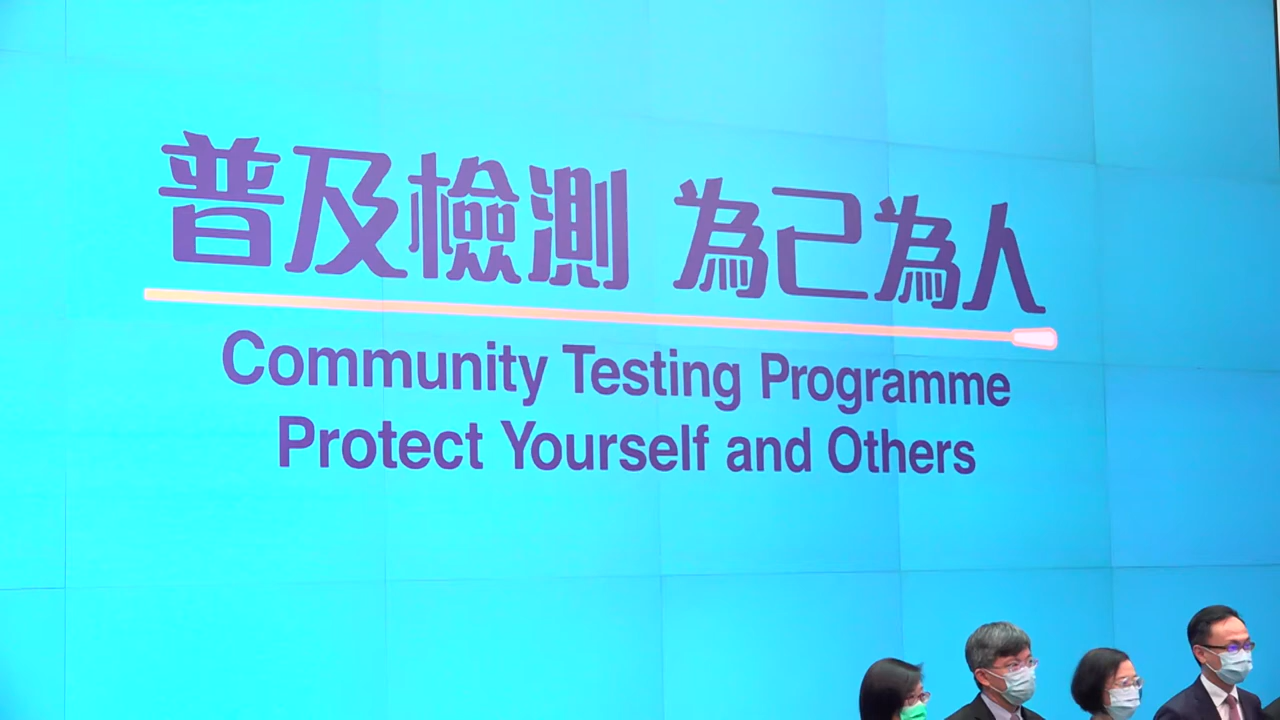 普及檢測 為己為人
Community Testing Programme
Protect Yourself and Others